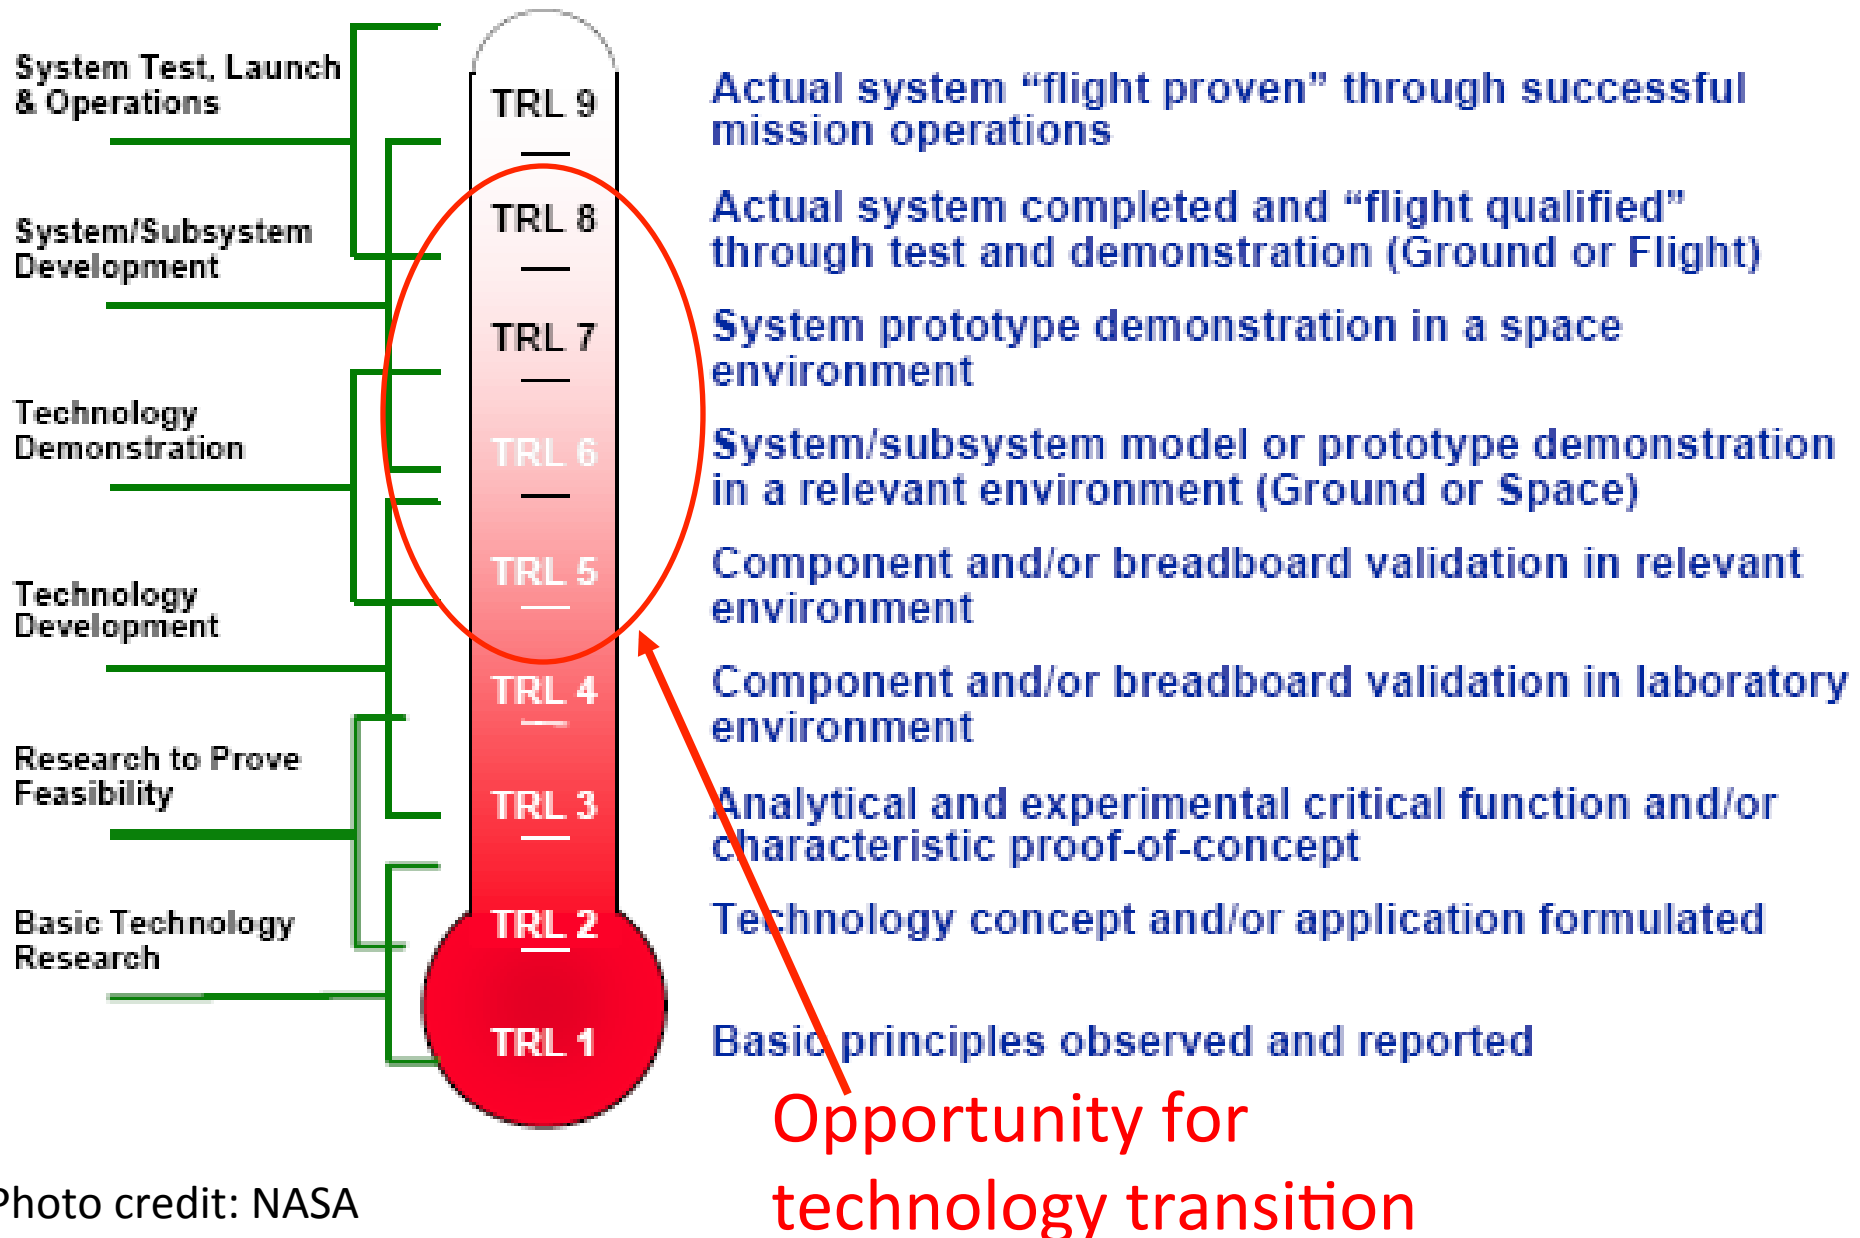 System Test, Launch
& Operations
System/Subsystem
Development
Technology
Demonstration
Technology
Development
Research to Prove
Feasibility
Basic Technology
Research
TRL 9
TRL 8
TRL 7
TRL 6
TRL 5
TRL 4
TRL 3
TRL 2
TRL 1
Actual system “flight proven” through successful
mission operations
Actual system completed and “flight qualified”
through test and demonstration (Ground or Flight)
System prototype demonstration in a space
environment
System/subsystem model or prototype demonstration
in a relevant environment (Ground or Space)
Component and/or breadboard validation in relevant
environment
Component and/or breadboard validation in laboratory
environment
Analytical and experimental critical function and/or
characteristic proof-of-concept
Technology concept and/or application formulated
Basic principles observed and reported
Opportunity for
technology transition
Photo credit: NASA